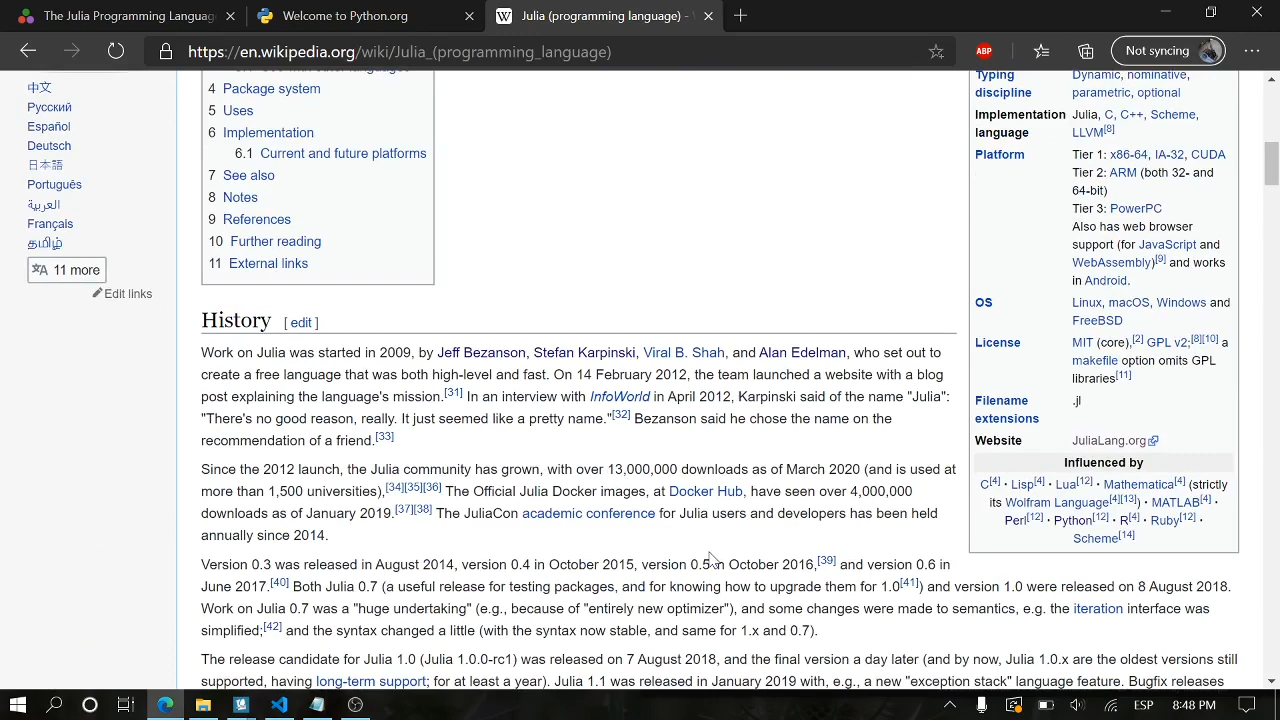 The Julia Programming Languag
Welcome to Python.org
Julia (programming language) -
https://en.wikipedia.org/wiki/Julia_(programming_language)
ABP
Not syncing
中文
Русский
Español
Deutsch
日本語
Português
العربية
Français
தமிழ்
11 more
Edit links
4 Package system
5 Uses
6 Implementation
6.1 Current and future platforms
7 See also
8 Notes
9 References
10 Further reading
11 External links
History [ edit ]
Work on Julia was started in 2009, by Jeff Bezanson, Stefan Karpinski, Viral B. Shah, and Alan Edelman, who set out to
create a free language that was both high-level and fast. On 14 February 2012, the team launched a website with a blog
post explaining the language's mission.[31] In an interview with InfoWorld in April 2012, Karpinski said of the name "Julia":
"There's no good reason, really. It just seemed like a pretty name."[32] Bezanson said he chose the name on the
recommendation of a friend.[33]
Since the 2012 launch, the Julia community has grown, with over 13,000,000 downloads as of March 2020 (and is used at
more than 1,500 universities),[34][35][36] The Official Julia Docker images, at Docker Hub, have seen over 4,000,000
downloads as of January 2019.[37][38] The JuliaCon academic conference for Julia users and developers has been held
annually since 2014.
Version 0.3 was released in August 2014, version 0.4 in October 2015, version 0.5 in October 2016,[39] and version 0.6 in
June 2017.[40] Both Julia 0.7 (a useful release for testing packages, and for knowing how to upgrade them for 1.0[41]) and version 1.0 were released on 8 August 2018.
Work on Julia 0.7 was a "huge undertaking" (e.g., because of "entirely new optimizer"), and some changes were made to semantics, e.g. the iteration interface was
simplified;[42] and the syntax changed a little (with the syntax now stable, and same for 1.x and 0.7).
The release candidate for Julia 1.0 (Julia 1.0.0-rc1) was released on 7 August 2018, and the final version a day later (and by now, Julia 1.0.x are the oldest versions still
supported, having long-term support; for at least a year). Julia 1.1 was released in January 2019 with, e.g., a new "exception stack" language feature. Bugfix releases
Typing discipline
Dynamic, nominative,
parametric, optional
Implementation language
Julia, C, C++, Scheme,
LLVM[8]
Platform
Tier 1: x86-64, IA-32, CUDA
Tier 2: ARM (both 32- and
64-bit)
Tier 3: PowerPC
Also has web browser
support (for JavaScript and
WebAssembly)[9] and works
in Android.
OS
Linux, macOS, Windows and
FreeBSD
License
MIT (core),[2] GPL v2;[8][10] a
makefile option omits GPL
libraries[11]
Filename extensions
.jl
Website
JuliaLang.org
Influenced by
C[4] · Lisp[4] · Lua[12] · Mathematica[4] (strictly
its Wolfram Language[4][13]) · MATLAB[4] ·
Perl[12] · Python[12] · R[4] · Ruby[12] ·
Scheme[14]
ESP
8:48 PM